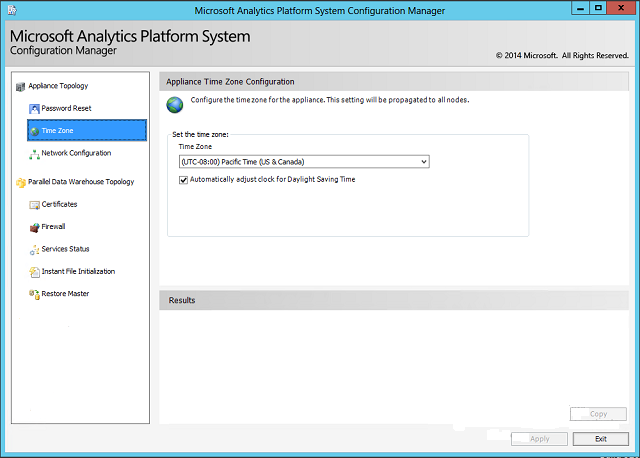 Microsoft Analytics Platform System Configuration Manager
Microsoft Analytics Platform System
Configuration Manager
© 2014 Microsoft. All Rights Reserved.
Appliance Topology
Password Reset
Time Zone
Network Configuration
Parallel Data Warehouse Topology
Certificates
Firewall
Services Status
Instant File Initialization
Restore Master
Appliance Time Zone Configuration
Configure the time zone for the appliance. This setting will be propagated to all nodes.
Set the time zone:
Time Zone
(UTC-08:00) Pacific Time (US & Canada)
Automatically adjust clock for Daylight Saving Time
Results
Copy
Apply
Exit